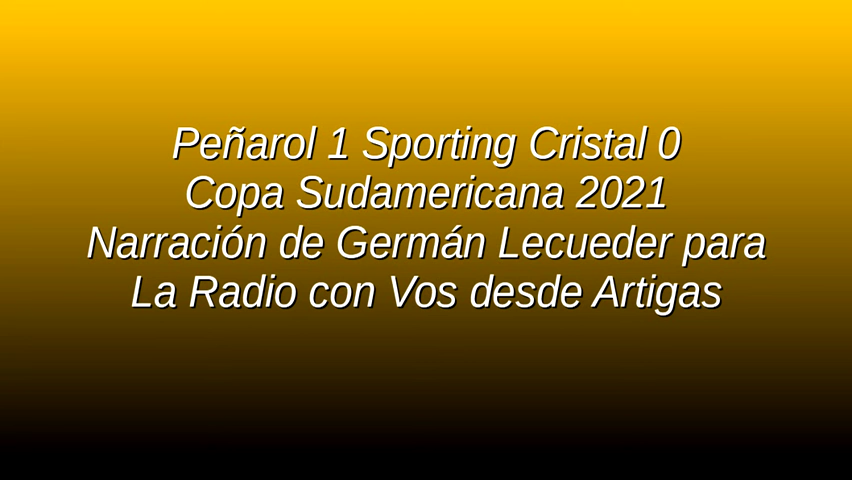 Peñarol 1 Sporting Cristal 0
Copa Sudamericana 2021
Narración de Germán Lecueder para
La Radio con Vos desde Artigas